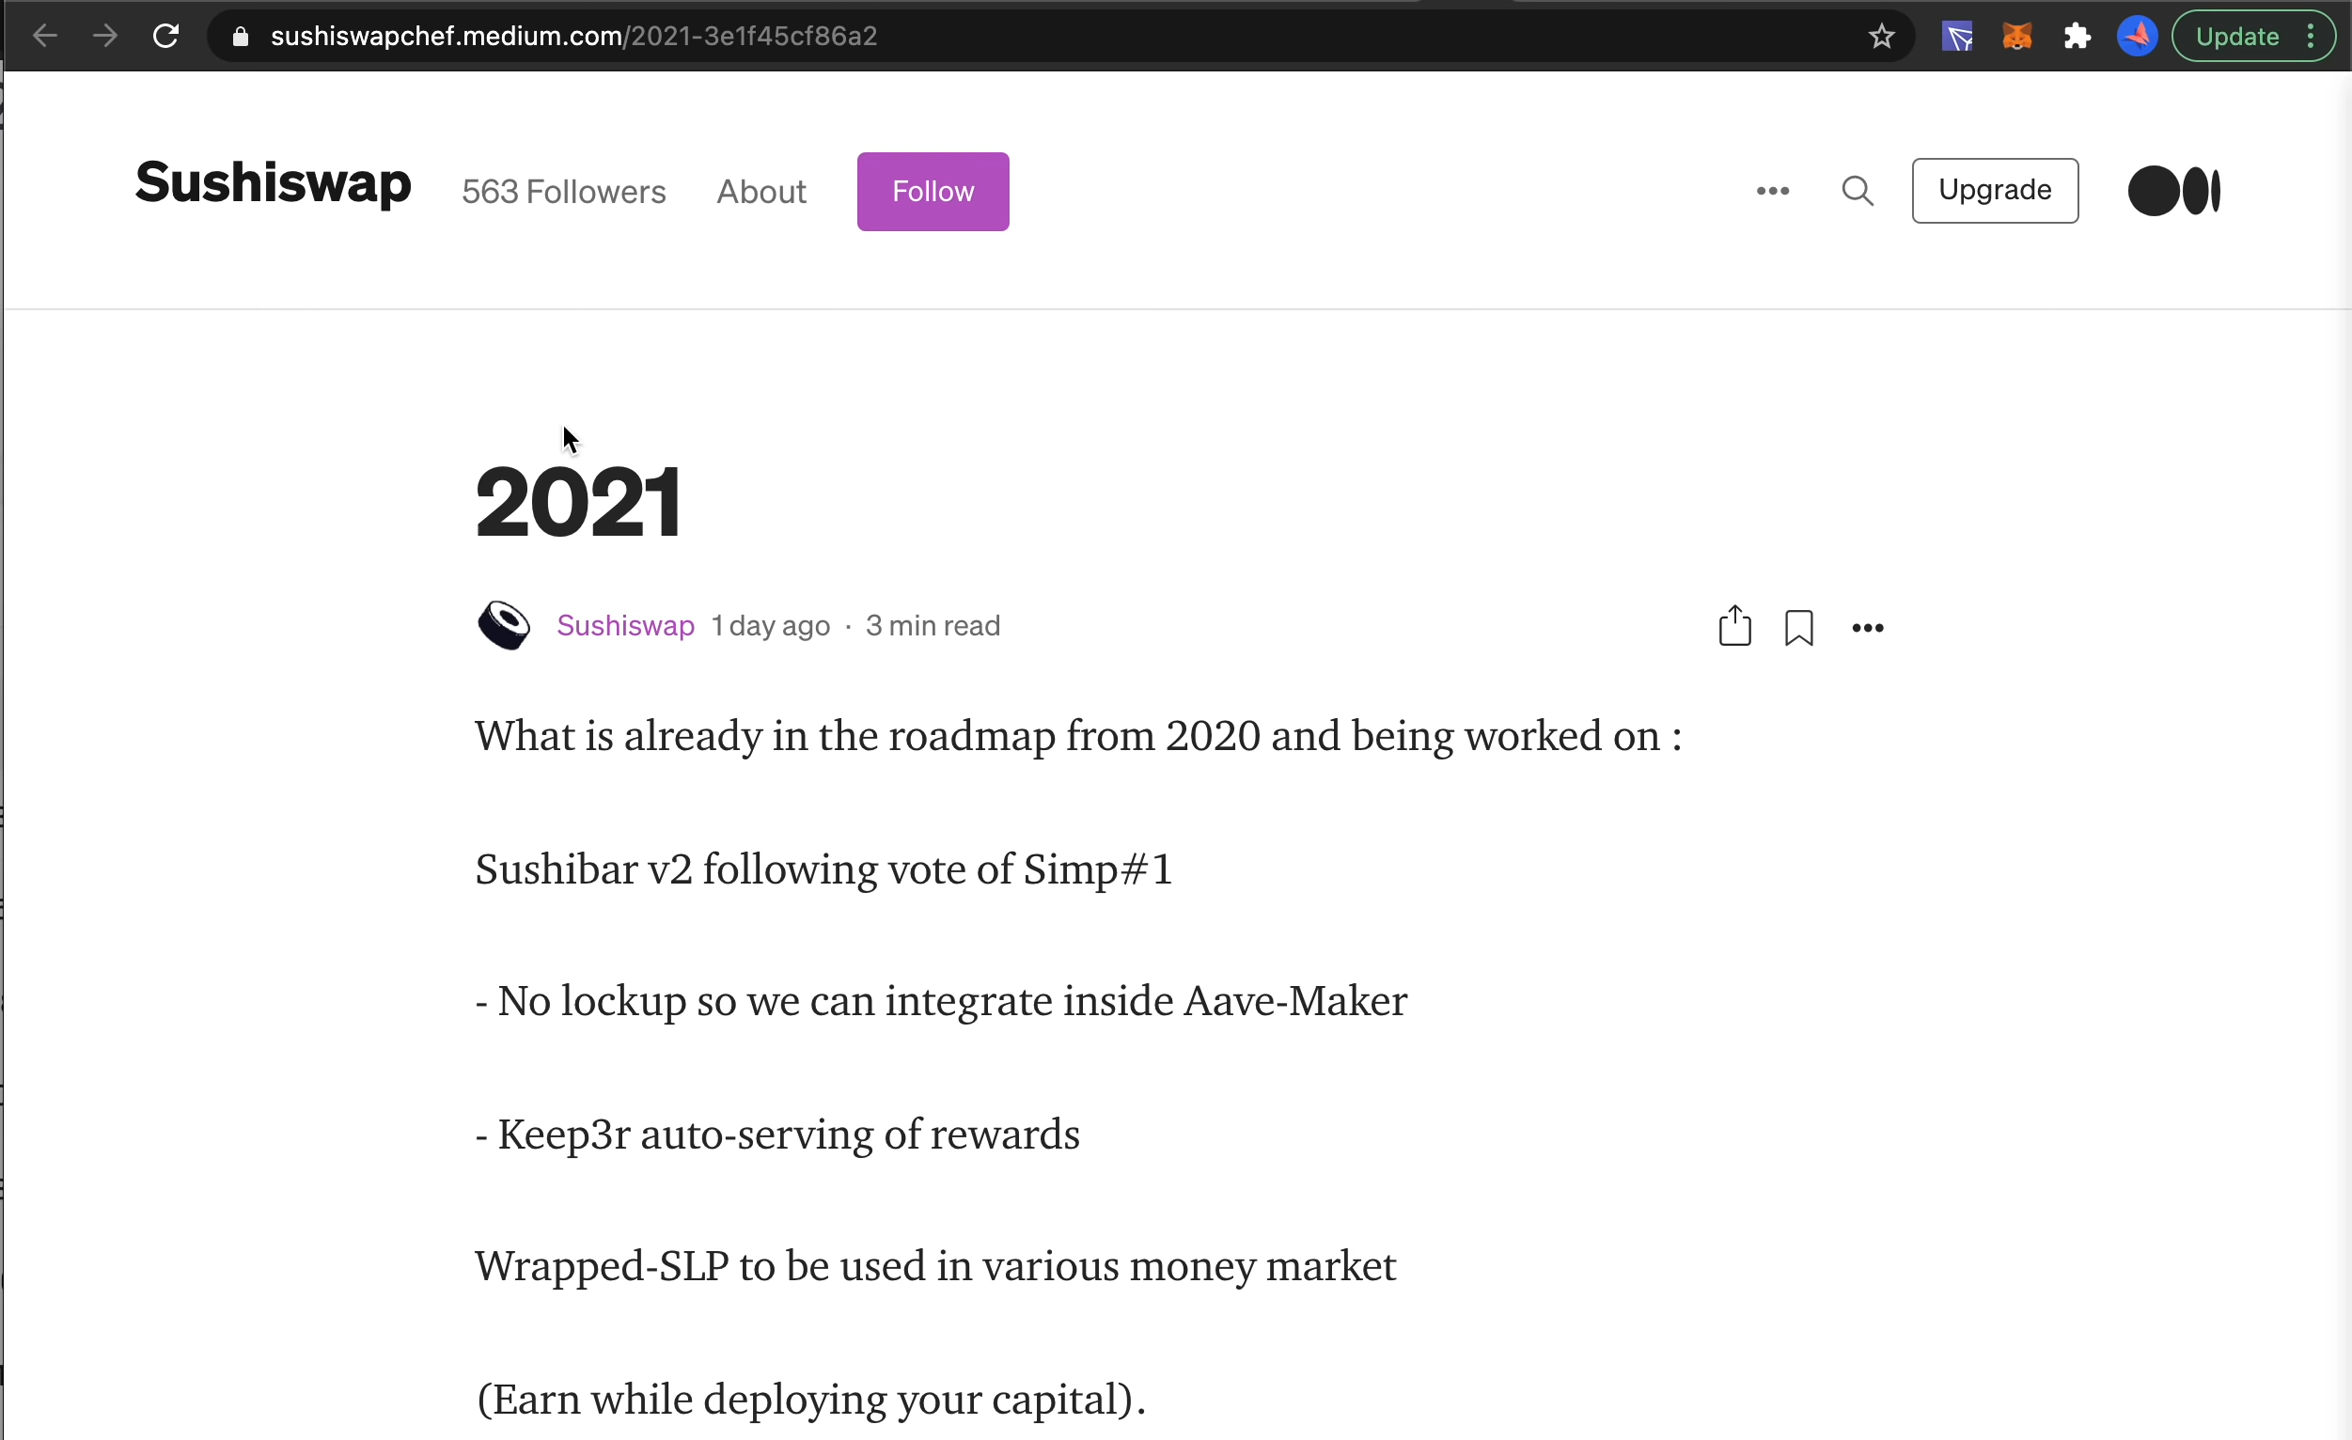 sushiswapchef.medium.com/2021-3e1f45cf86a2
Update
Sushiswap 563 Followers About Follow Upgrade
2021
Sushiswap 1 day ago · 3 min read
What is already in the roadmap from 2020 and being worked on :
Sushibar v2 following vote of Simp#1
- No lockup so we can integrate inside Aave-Maker
- Keep3r auto-serving of rewards
Wrapped-SLP to be used in various money market
(Earn while deploying your capital).